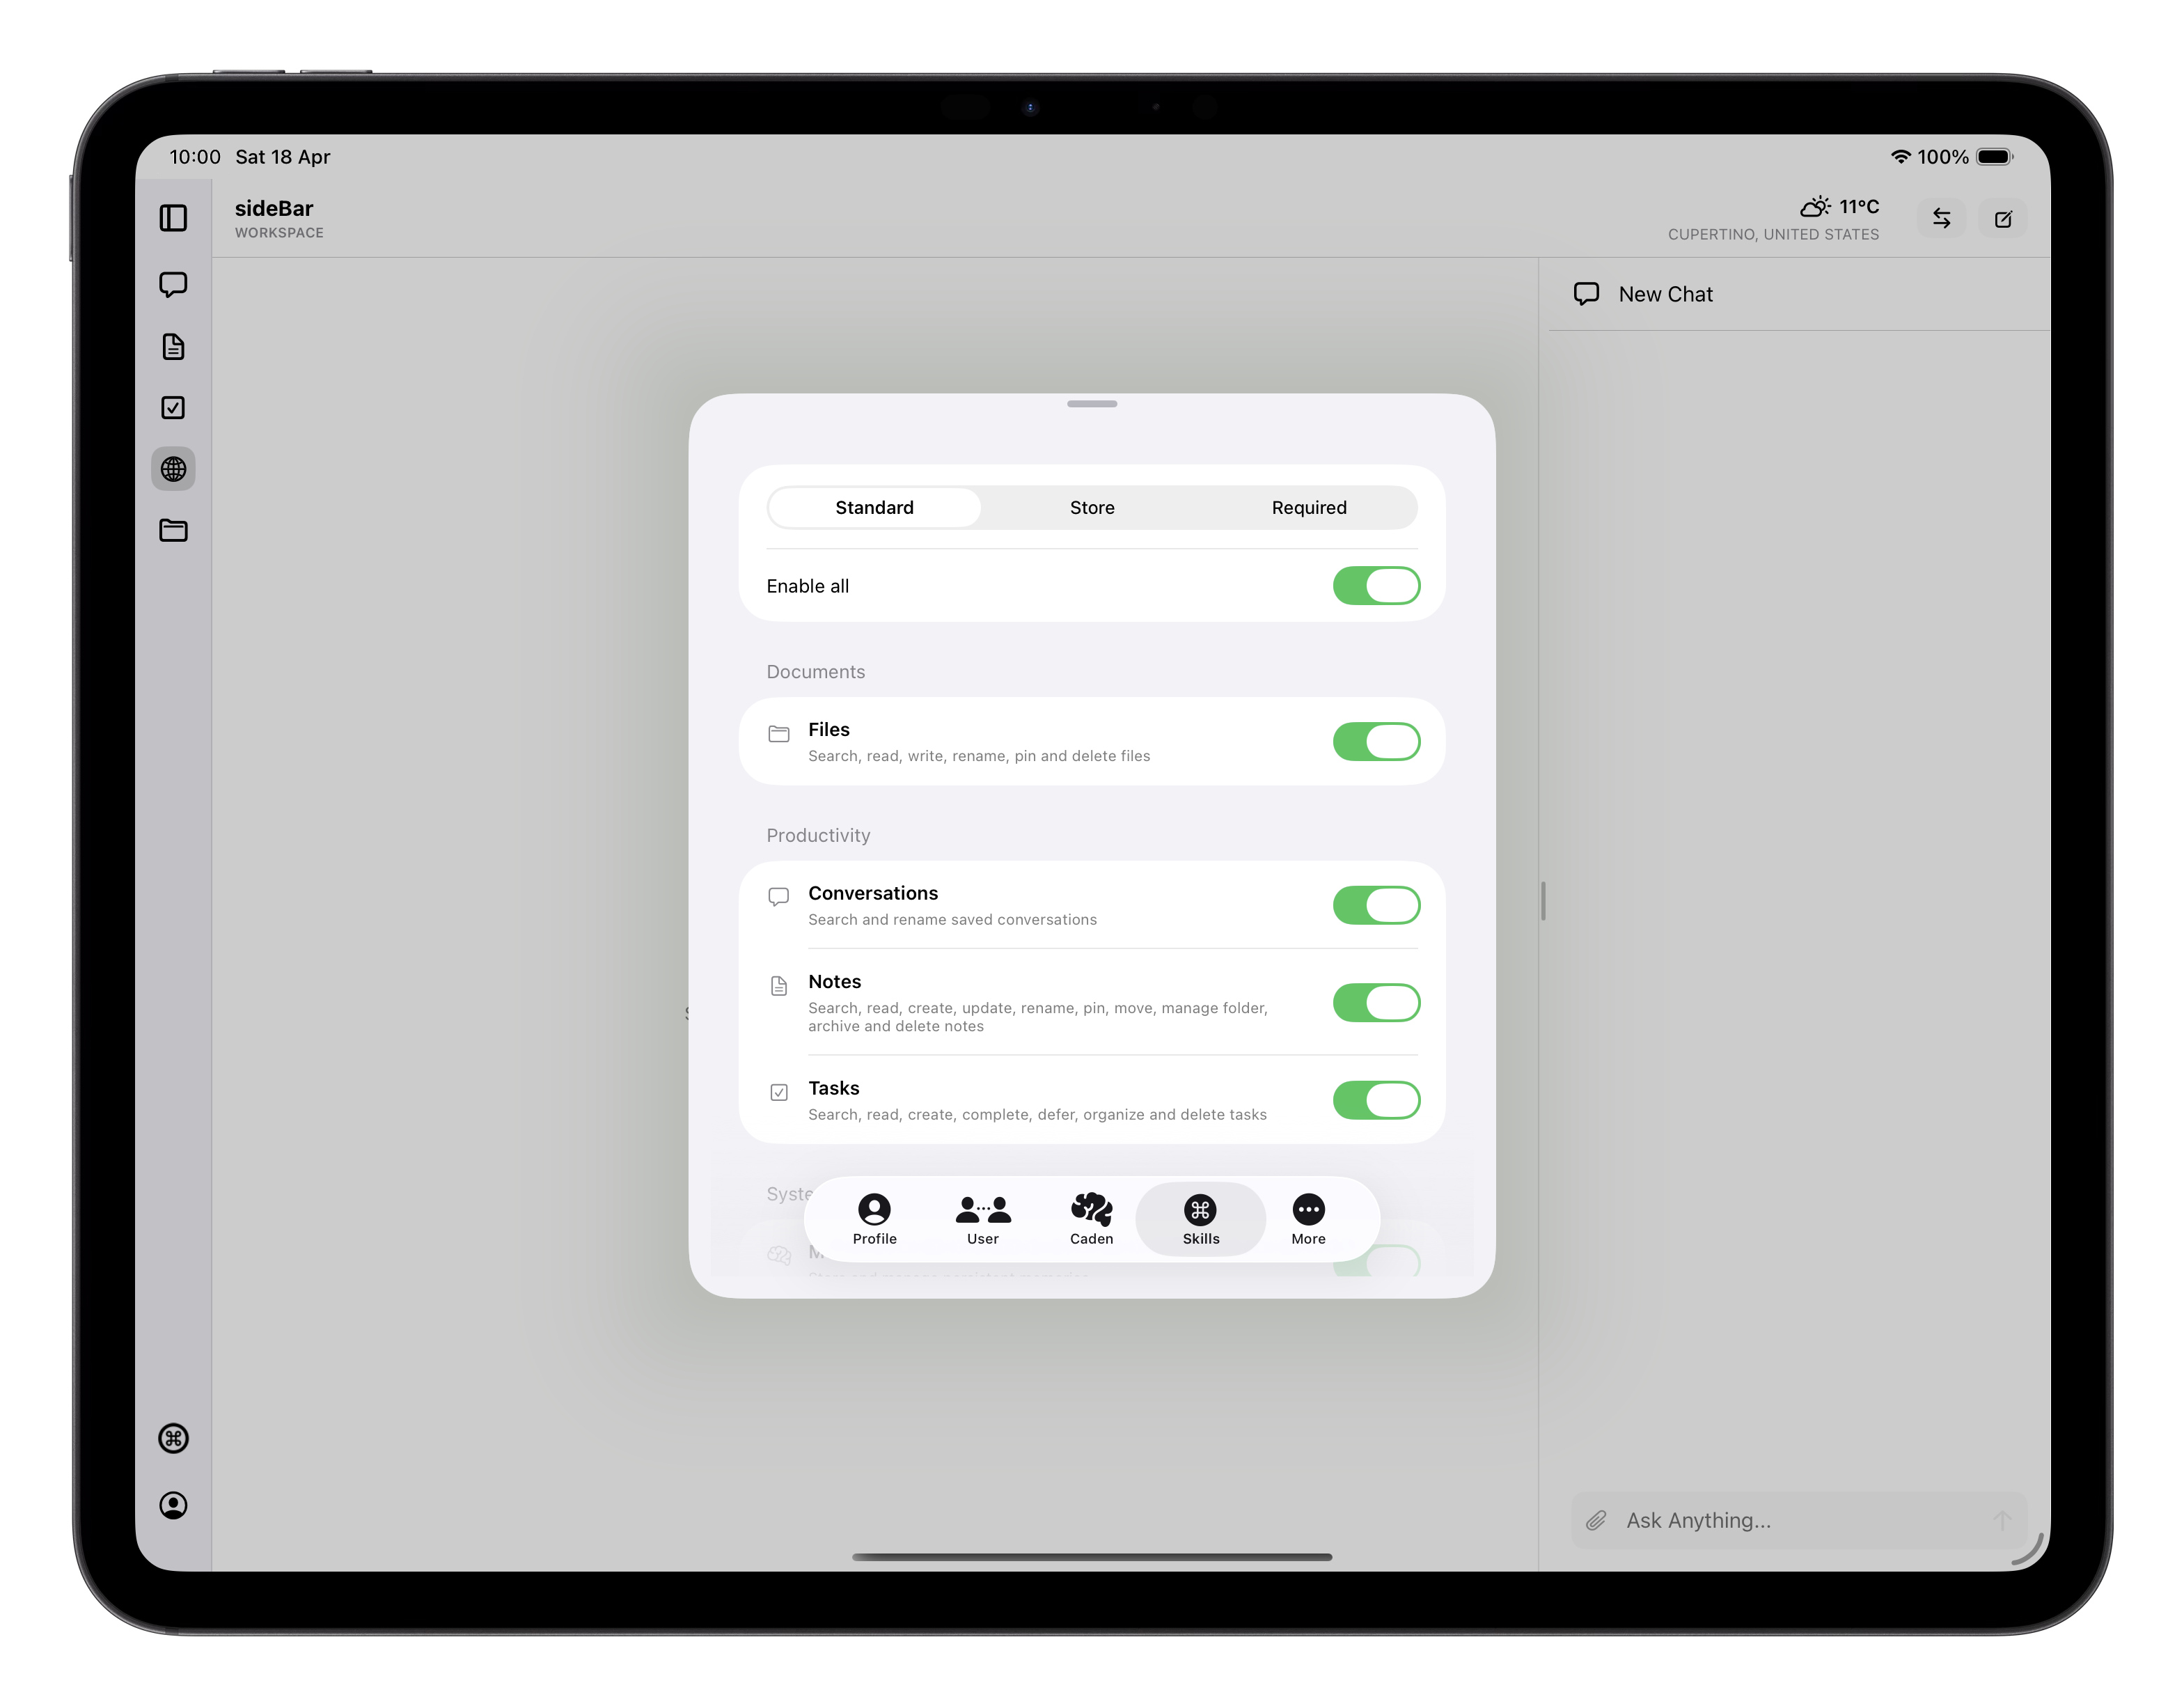 10:00 Sat 18 Apr
100%
sideBar
WORKSPACE
11°C
CUPERTINO, UNITED STATES
New Chat
Standard Store Required
Enable all
Documents
Files
Search, read, write, rename, pin and delete files
Productivity
Conversations
Search and rename saved conversations
Notes
Search, read, create, update, rename, pin, move, manage folder,
archive and delete notes
Tasks
Search, read, create, complete, defer, organize and delete tasks
Profile User Caden Skills More
Ask Anything...